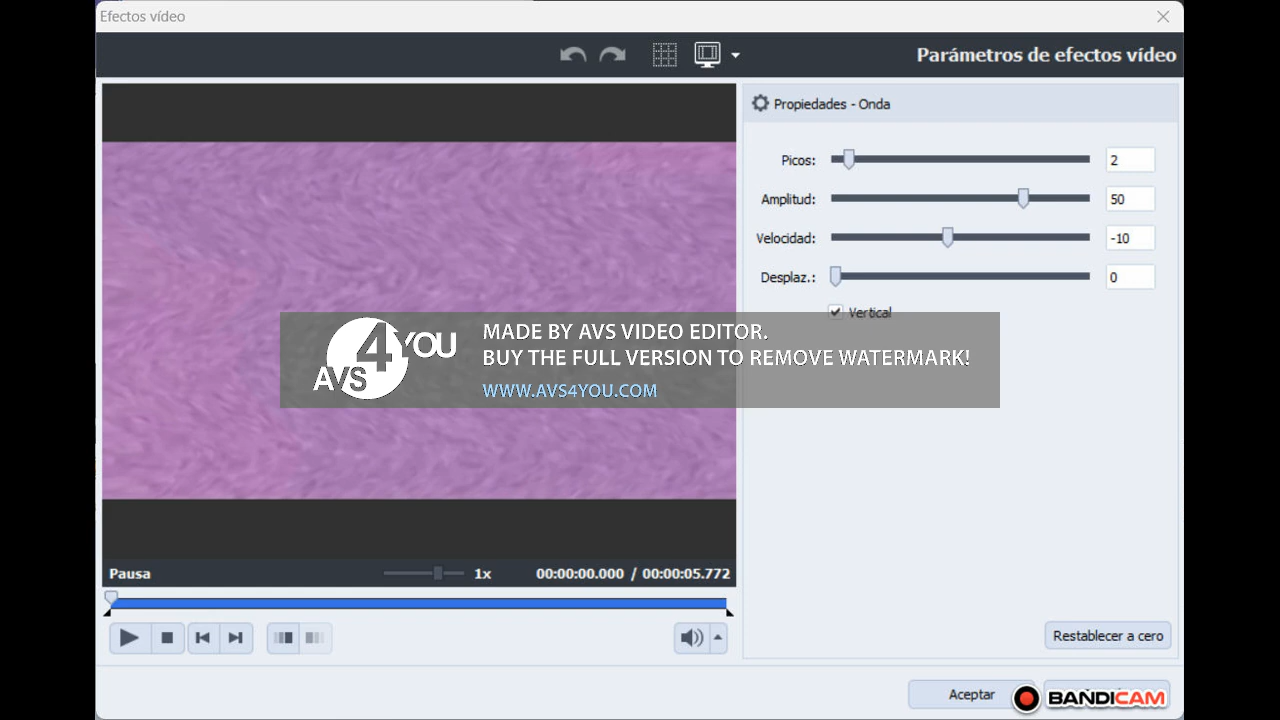 Efectos vídeo
Parámetros de efectos vídeo
Propiedades - Onda
Picos: 2
Amplitud: 50
Velocidad: -10
Desplaz.: 0
Vertical
AVS4YOU
MADE BY AVS VIDEO EDITOR.
BUY THE FULL VERSION TO REMOVE WATERMARK!
WWW.AVS4YOU.COM
Pausa 1x 00:00:00.000 / 00:00:05.772
Restablecer a cero
Aceptar
BANDICAM